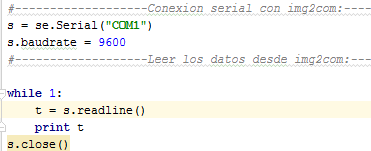 #-------------------Conexion serial con img2com:----
s = se.Serial("COM1")
s.baudrate = 9600
#-------------------Leer los datos desde img2com:---
while 1:
    t = s.readline()
    print t
s.close()